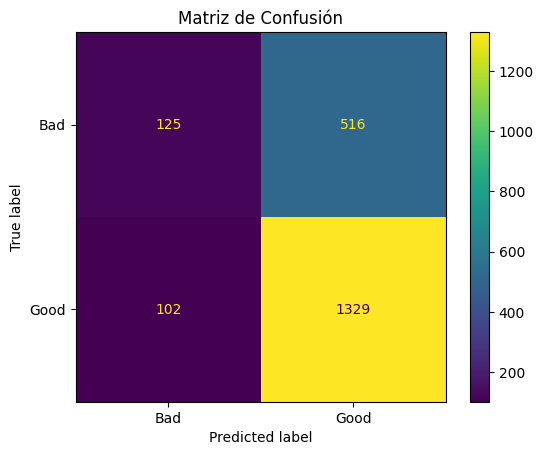 Matriz de Confusión
Bad
125
516
Good
102
1329
Bad
Good
Predicted label
True label
1200
1000
800
600
400
200